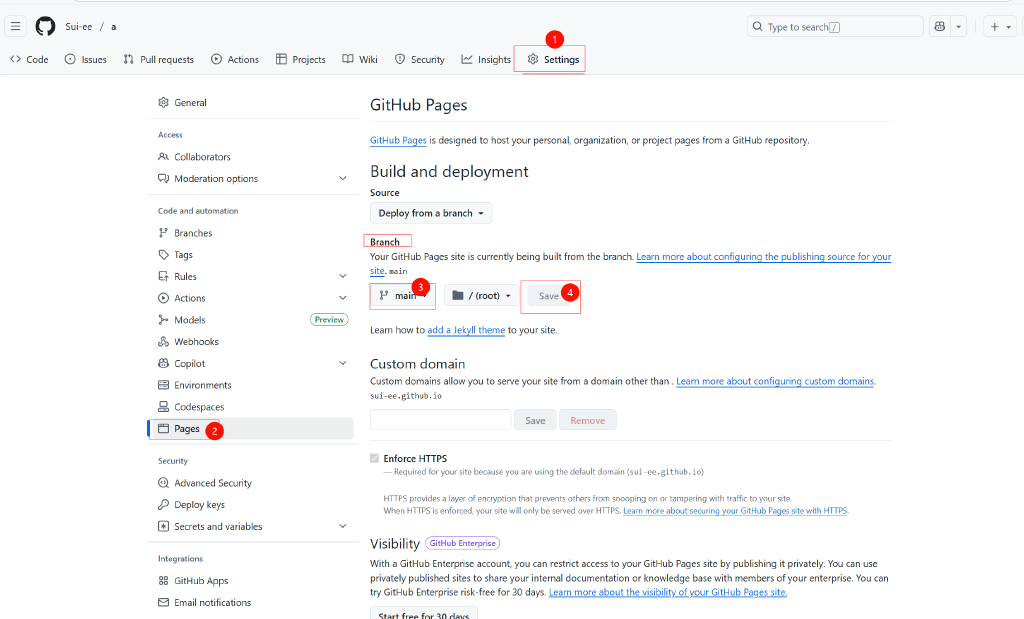 Sui-ee / a
Type to search /
Code Issues Pull requests Actions Projects Wiki Security Insights Settings
1
General
Access
Collaborators
Moderation options
Code and automation
Branches
Tags
Rules
Actions
Models Preview
Webhooks
Copilot
Environments
Codespaces
Pages 2
Security
Advanced Security
Deploy keys
Secrets and variables
Integrations
GitHub Apps
Email notifications
GitHub Pages
GitHub Pages is designed to host your personal, organization, or project pages from a GitHub repository.
Build and deployment
Source
Deploy from a branch
Branch
Your GitHub Pages site is currently being built from the branch. Learn more about configuring the publishing source for your
site. main
main 3 / (root) Save 4
Learn how to add a Jekyll theme to your site.
Custom domain
Custom domains allow you to serve your site from a domain other than . Learn more about configuring custom domains.
sui-ee.github.io
Save Remove
Enforce HTTPS
— Required for your site because you are using the default domain (sui-ee.github.io)
HTTPS provides a layer of encryption that prevents others from snooping on or tampering with traffic to your site.
When HTTPS is enforced, your site will only be served over HTTPS. Learn more about securing your GitHub Pages site with HTTPS.
Visibility GitHub Enterprise
With a GitHub Enterprise account, you can restrict access to your GitHub Pages site by publishing it privately. You can use
privately published sites to share your internal documentation or knowledge base with members of your enterprise. You can
try GitHub Enterprise risk-free for 30 days. Learn more about the visibility of your GitHub Pages site.
Start free for 30 days